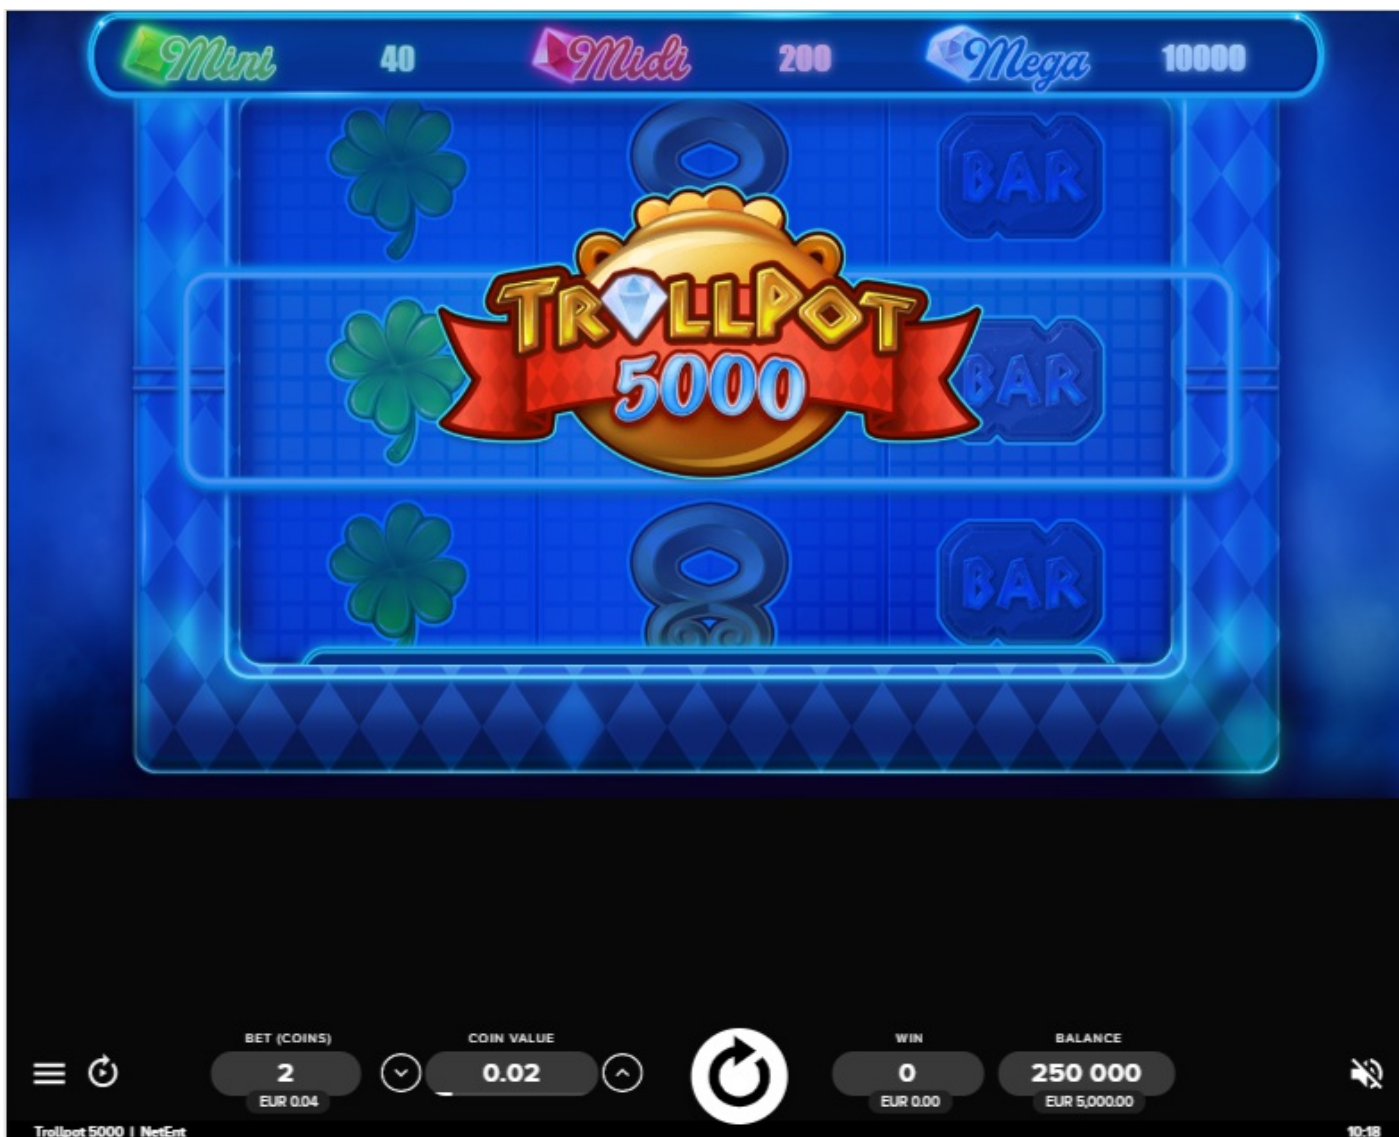 Mini 40 Midi 200 Mega 10000
BAR
TROLLPOT
5000
BAR
BAR
BET (COINS) COIN VALUE WIN BALANCE
2 0.02 0 250 000
EUR 0.04 EUR 0.00 EUR 5,000.00
Trollpot 5000 | NetEnt 10:18